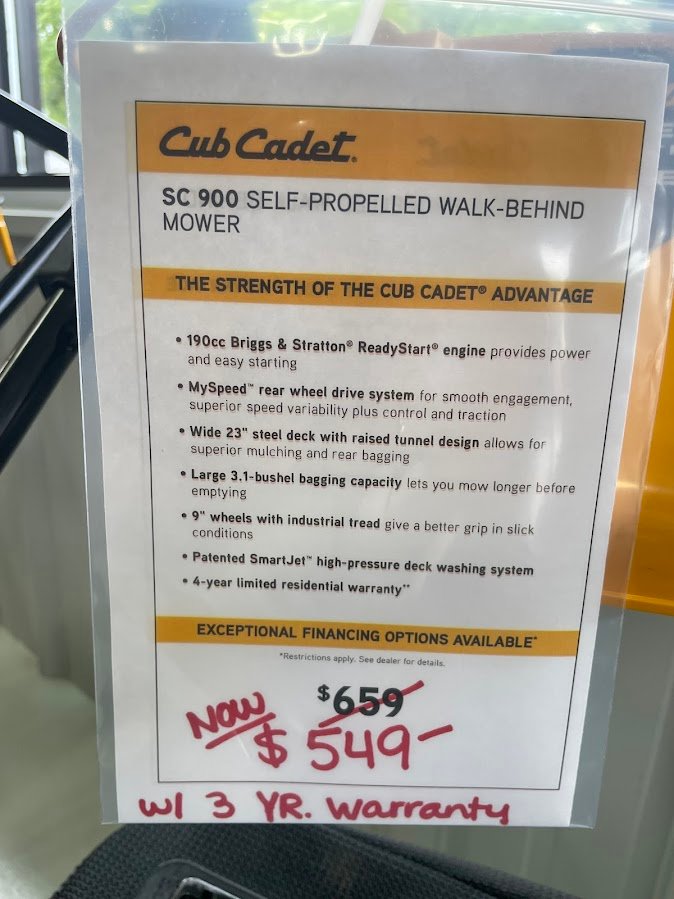 Cub Cadet.
SC 900 SELF-PROPELLED WALK-BEHIND
MOWER
THE STRENGTH OF THE CUB CADET® ADVANTAGE
• 190cc Briggs & Stratton® ReadyStart® engine provides power
and easy starting
• MySpeed™ rear wheel drive system for smooth engagement,
superior speed variability plus control and traction
• Wide 23" steel deck with raised tunnel design allows for
superior mulching and rear bagging
• Large 3.1-bushel bagging capacity lets you mow longer before
emptying
• 9" wheels with industrial tread give a better grip in slick
conditions
• Patented SmartJet™ high-pressure deck washing system
• 4-year limited residential warranty**
EXCEPTIONAL FINANCING OPTIONS AVAILABLE*
*Restrictions apply. See dealer for details.
$659
NOW
$549-
w/ 3 YR. warranty